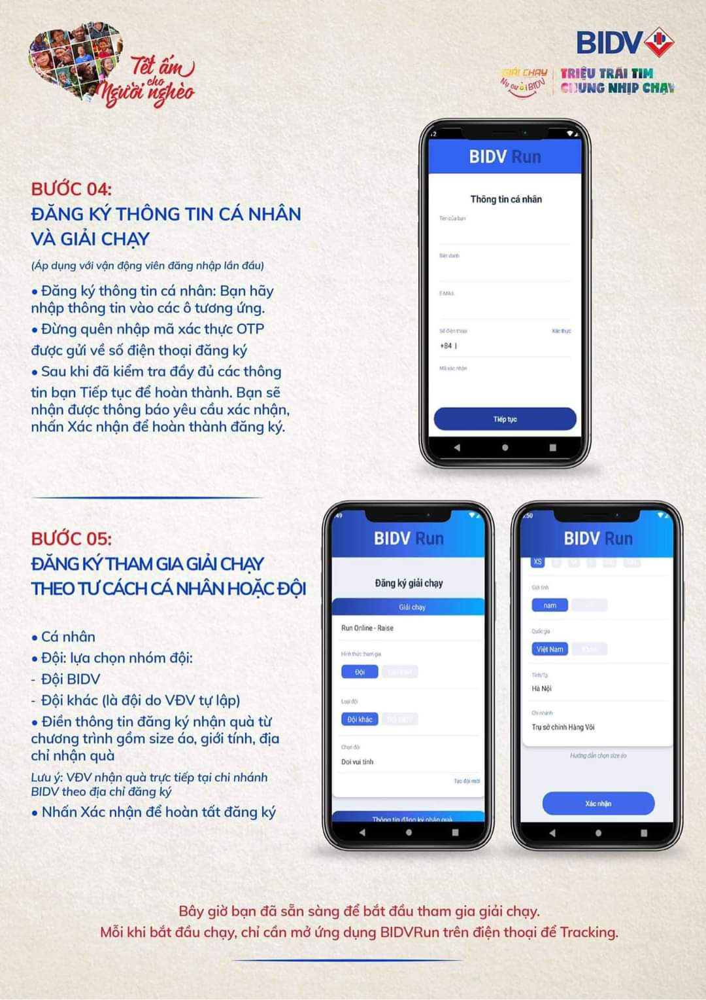 Tết ấm
cho
Người nghèo
BIDV
GIẢI CHẠY
Nụ cười BIDV
TRIỆU TRÁI TIM
CHUNG NHỊP CHẠY
BƯỚC 04:
ĐĂNG KÝ THÔNG TIN CÁ NHÂN
VÀ GIẢI CHẠY
(Áp dụng với vận động viên đăng nhập lần đầu)
• Đăng ký thông tin cá nhân: Bạn hãy
nhập thông tin vào các ô tương ứng.
• Đừng quên nhập mã xác thực OTP
được gửi về số điện thoại đăng ký
• Sau khi đã kiểm tra đầy đủ các thông
tin bạn Tiếp tục để hoàn thành. Bạn sẽ
nhận được thông báo yêu cầu xác nhận,
nhấn Xác nhận để hoàn thành đăng ký.
BIDV Run
Thông tin cá nhân
Tên của bạn
Biệt danh
E-MAIL
Số điện thoại
Xác thực
+84
Mã xác nhận
Tiếp tục
BƯỚC 05:
ĐĂNG KÝ THAM GIA GIẢI CHẠY
THEO TƯ CÁCH CÁ NHÂN HOẶC ĐỘI
• Cá nhân
• Đội: lựa chọn nhóm đội:
- Đội BIDV
- Đội khác (là đội do VĐV tự lập)
• Điền thông tin đăng ký nhận quà từ
chương trình gồm size áo, giới tính, địa
chỉ nhận quà
Lưu ý: VĐV nhận quà trực tiếp tại chi nhánh
BIDV theo địa chỉ đăng ký
• Nhấn Xác nhận để hoàn tất đăng ký
:49
BIDV Run
Đăng ký giải chạy
Giải chạy
Run Online - Raise
Hình thức tham gia
Đội
Loại đội
Đội khác
Chọn đội
Doi vui tinh
Tạo đội mới
Thông tin đăng ký nhận quà
:50
BIDV Run
XS
Giới tính
nam
Quốc gia
Việt Nam
Tỉnh/Tp
Hà Nội
Chi nhánh
Trụ sở chính Hàng Vôi
Hướng dẫn chọn size áo
Xác nhận
Bây giờ bạn đã sẵn sàng để bắt đầu tham gia giải chạy.
Mỗi khi bắt đầu chạy, chỉ cần mở ứng dụng BIDVRun trên điện thoại để Tracking.